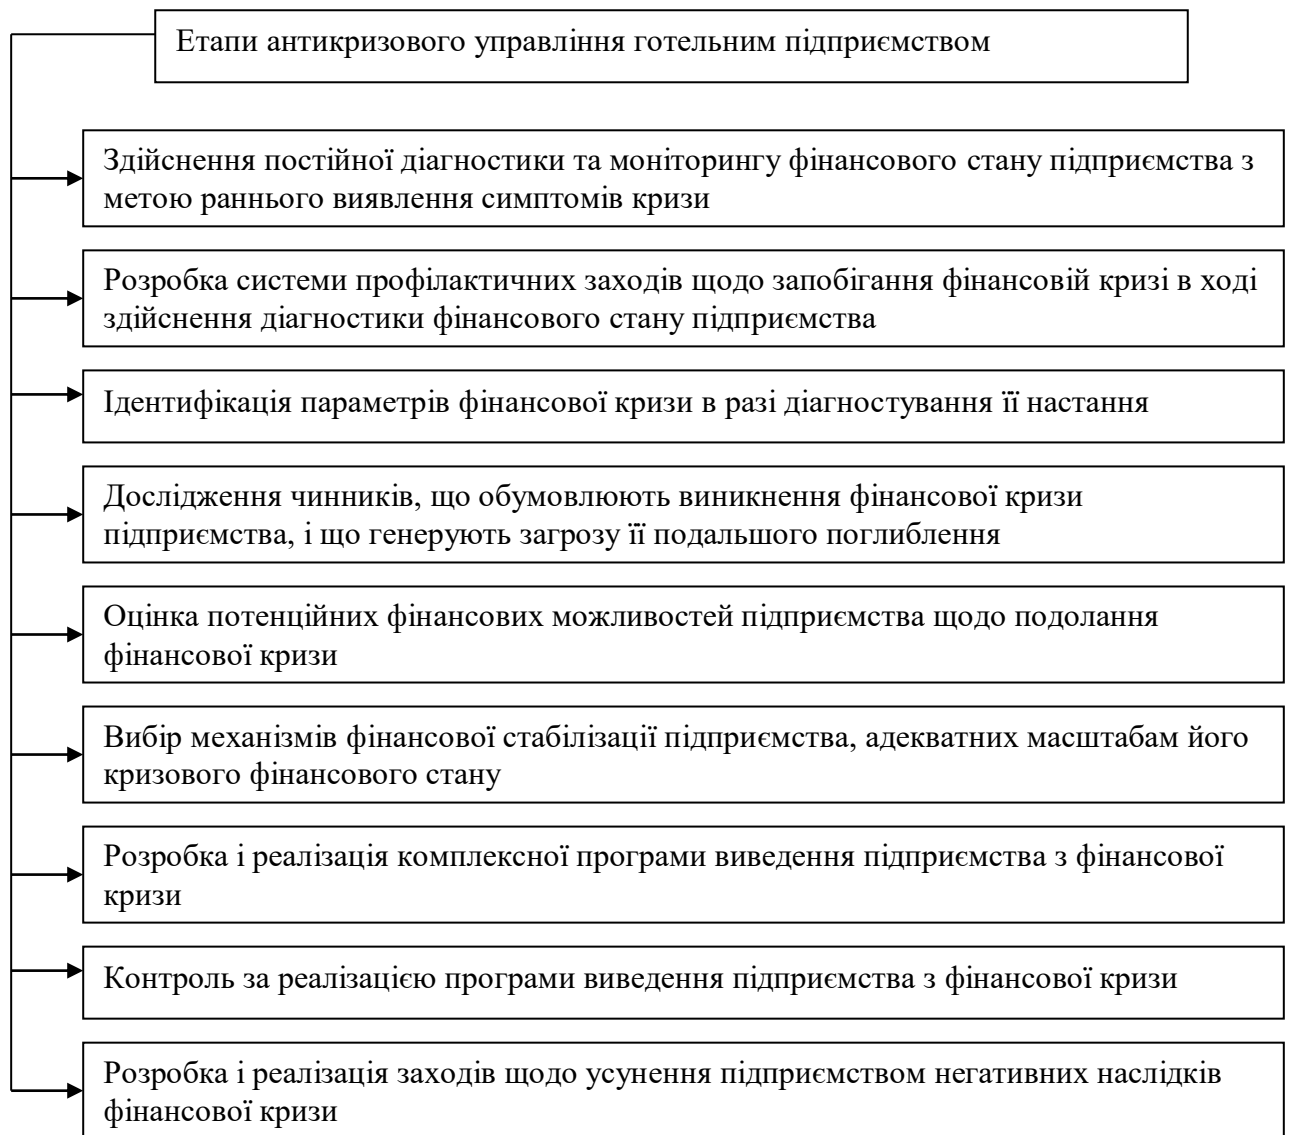 Етапи антикризового управління готельним підприємством
Здійснення постійної діагностики та моніторингу фінансового стану підприємства з
метою раннього виявлення симптомів кризи
Розробка системи профілактичних заходів щодо запобігання фінансовій кризі в ході
здійснення діагностики фінансового стану підприємства
Ідентифікація параметрів фінансової кризи в разі діагностування її настання
Дослідження чинників, що обумовлюють виникнення фінансової кризи
підприємства, і що генерують загрозу її подальшого поглиблення
Оцінка потенційних фінансових можливостей підприємства щодо подолання
фінансової кризи
Вибір механізмів фінансової стабілізації підприємства, адекватних масштабам його
кризового фінансового стану
Розробка і реалізація комплексної програми виведення підприємства з фінансової
кризи
Контроль за реалізацією програми виведення підприємства з фінансової кризи
Розробка і реалізація заходів щодо усунення підприємством негативних наслідків
фінансової кризи